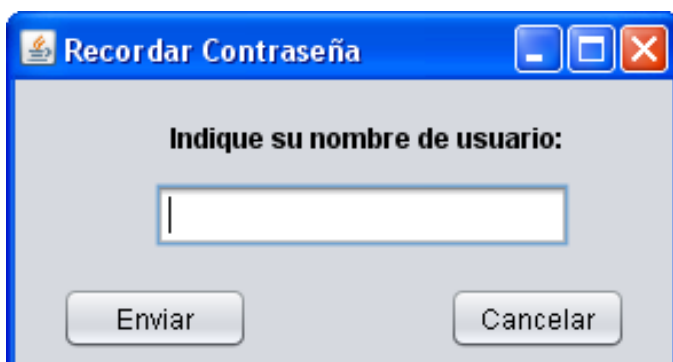 Recordar Contraseña
Indique su nombre de usuario:
Enviar
Cancelar